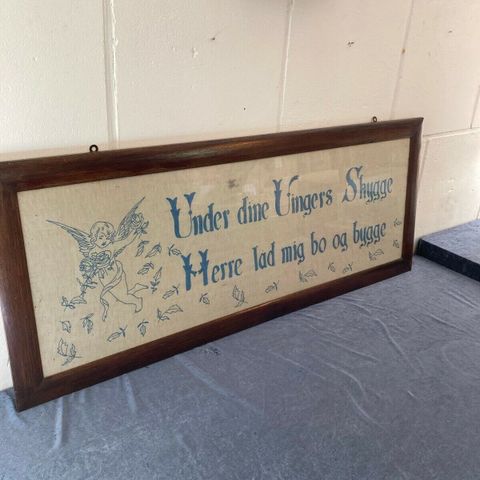 Under dine Vingers Skygge
Herre lad mig bo og bygge